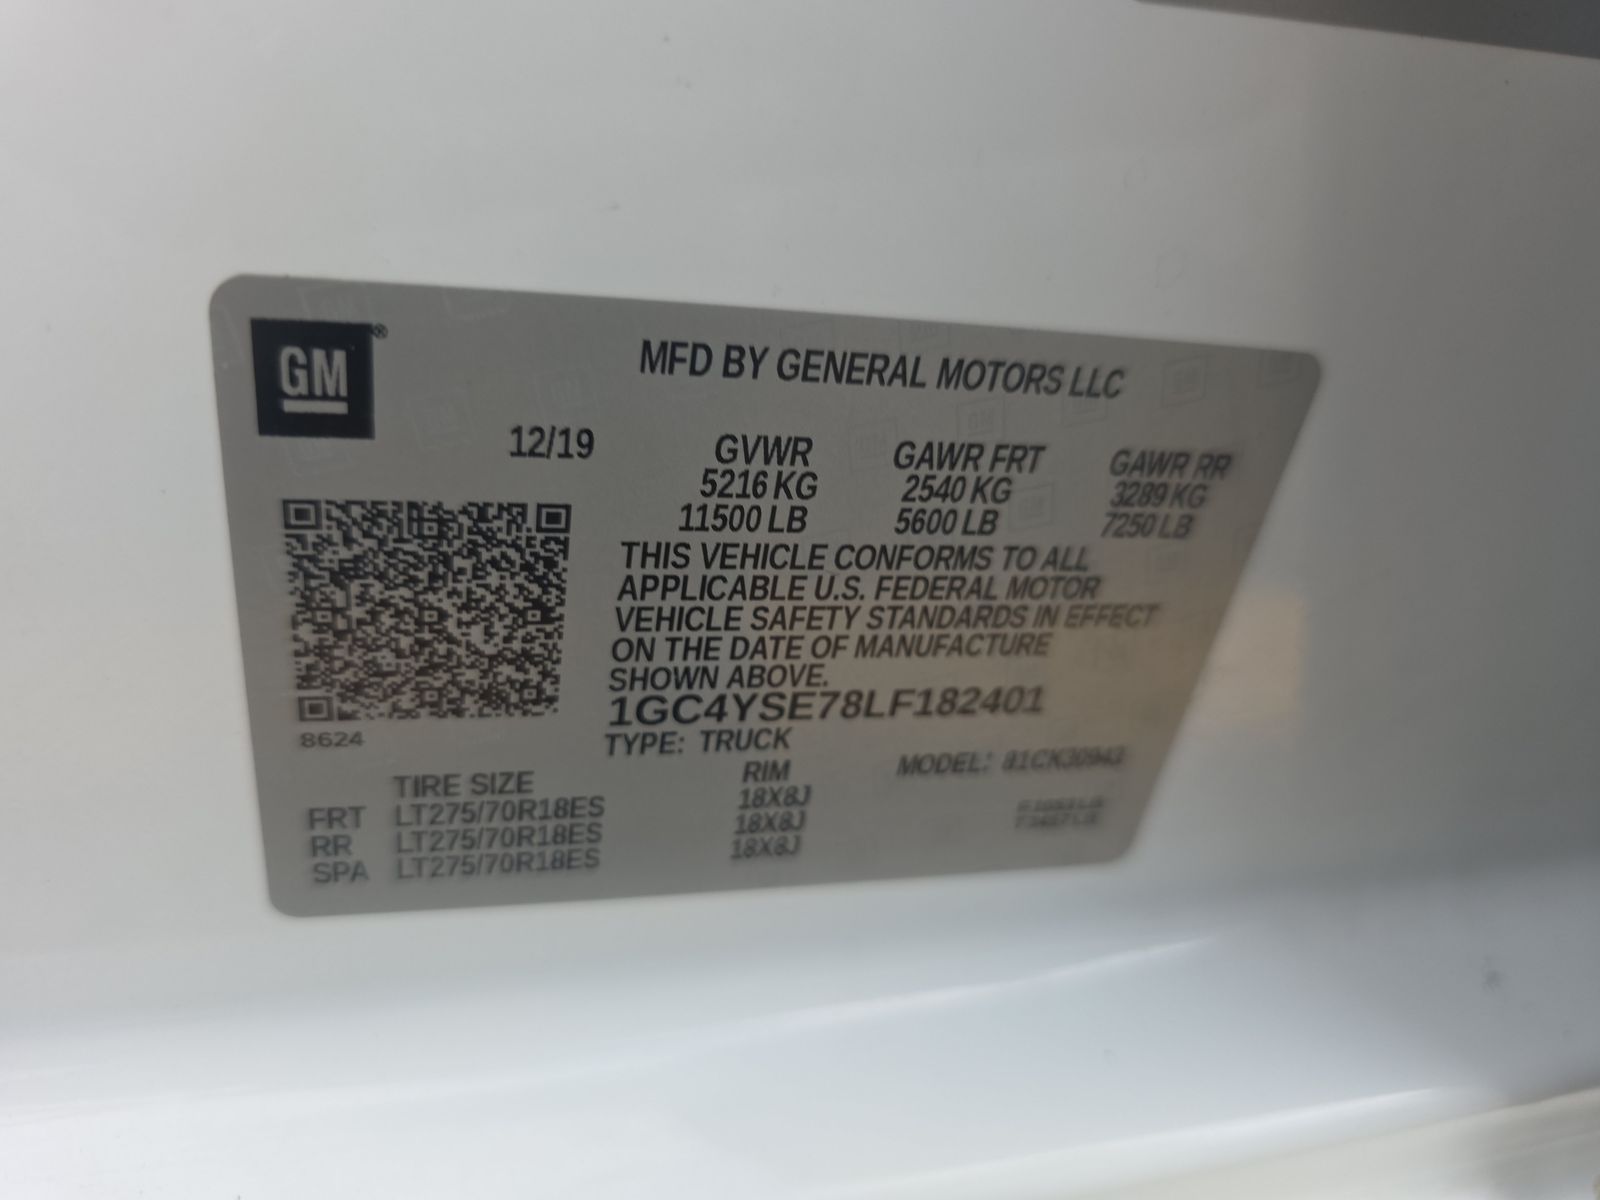 GM®
MFD BY GENERAL MOTORS LLC
12/19
GVWR GAWR FRT GAWR RR
5216 KG 2540 KG 3289 KG
11500 LB 5600 LB 7250 LB
THIS VEHICLE CONFORMS TO ALL
APPLICABLE U.S. FEDERAL MOTOR
VEHICLE SAFETY STANDARDS IN EFFECT
ON THE DATE OF MANUFACTURE
SHOWN ABOVE.
1GC4YSE78LF182401
8624
TYPE: TRUCK
MODEL:
TIRE SIZE RIM
FRT LT275/70R18ES 18X8J
RR LT275/70R18ES 18X8J
SPA LT275/70R18ES 18X8J